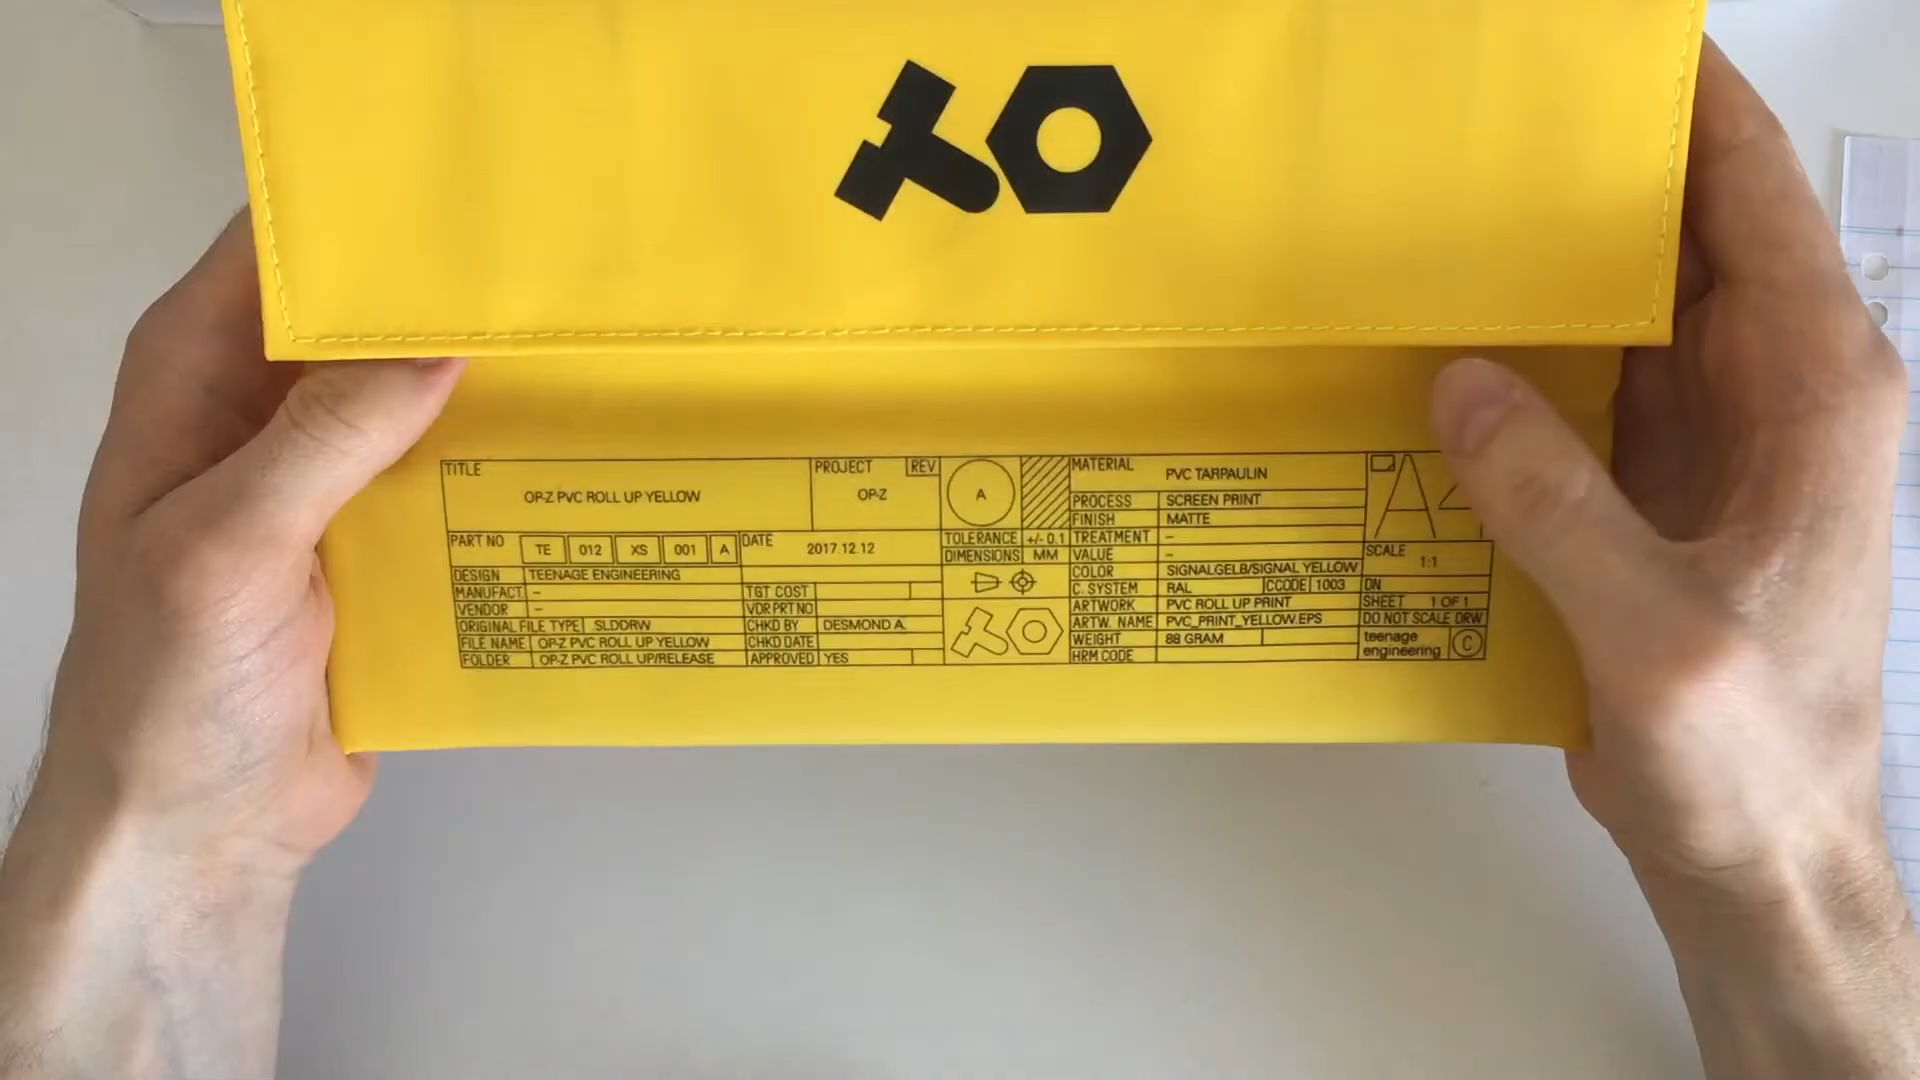 TITLE
OP-Z PVC ROLL UP YELLOW
PROJECT REV
OP-Z
A
PART NO TE 012 XS 001 A
DATE 2017.12.12
DESIGN TEENAGE ENGINEERING
MANUFACT. -
VENDOR -
ORIGINAL FILE TYPE SLDDRW
FILE NAME OP-Z PVC ROLL UP YELLOW
FOLDER OP-Z PVC ROLL UP/RELEASE
TGT COST
VDR PRT NO
CHKD BY DESMOND A.
CHKD DATE
APPROVED YES
TOLERANCE +/- 0.1
DIMENSIONS MM
MATERIAL PVC TARPAULIN
PROCESS SCREEN PRINT
FINISH MATTE
TREATMENT -
VALUE -
COLOR SIGNALGELB/SIGNAL YELLOW
C. SYSTEM RAL CCODE 1003
ARTWORK PVC ROLL UP PRINT
ARTW. NAME PVC_PRINT_YELLOW.EPS
WEIGHT 88 GRAM
HRM CODE
A4
SCALE
1:1
DN
SHEET 1 OF 1
DO NOT SCALE DRW
teenage
engineering ©